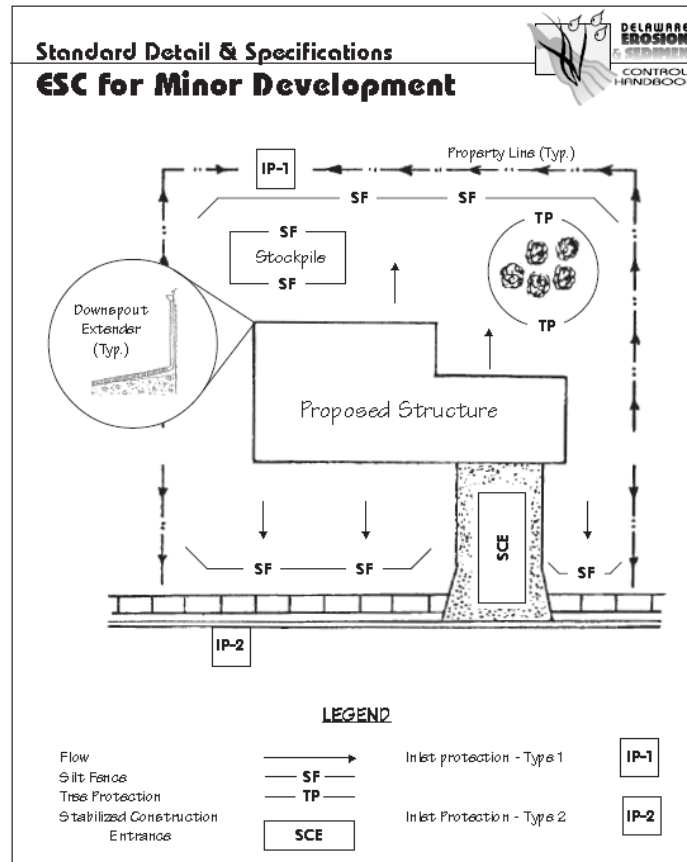 Standard Detail & Specifications
ESC for Minor Development
DELAWARE
EROSION
& SEDIMENT
CONTROL
HANDBOOK
IP-1
Property Line (Typ.)
SF SF
TP
SF
Stockpile
SF
TP
Downspout
Extender
(Typ.)
Proposed Structure
SCE
SF SF
SF
IP-2
LEGEND
Flow
Silt Fence
SF
Tree Protection
TP
Stabilized Construction
Entrance
SCE
Inlet protection - Type 1
IP-1
Inlet Protection - Type 2
IP-2